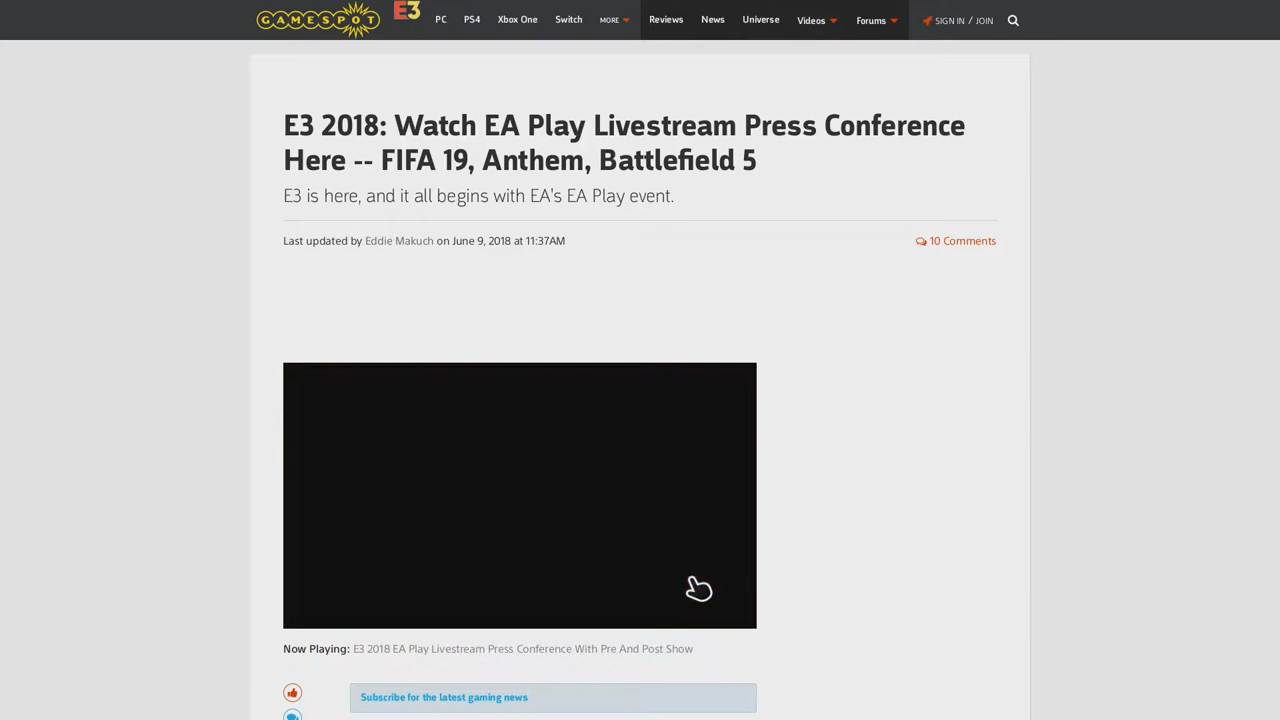 GAMESPOT E3 PC PS4 Xbox One Switch MORE Reviews News Universe Videos Forums SIGN IN / JOIN
E3 2018: Watch EA Play Livestream Press Conference
Here -- FIFA 19, Anthem, Battlefield 5
E3 is here, and it all begins with EA's EA Play event.
Last updated by Eddie Makuch on June 9, 2018 at 11:37AM 10 Comments
Now Playing: E3 2018 EA Play Livestream Press Conference With Pre And Post Show
Subscribe for the latest gaming news